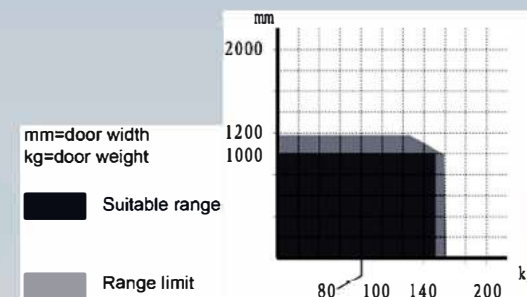 mm
2000
1200
1000
mm=door width
kg=door weight
Suitable range
Range limit
80 100 140 200
k